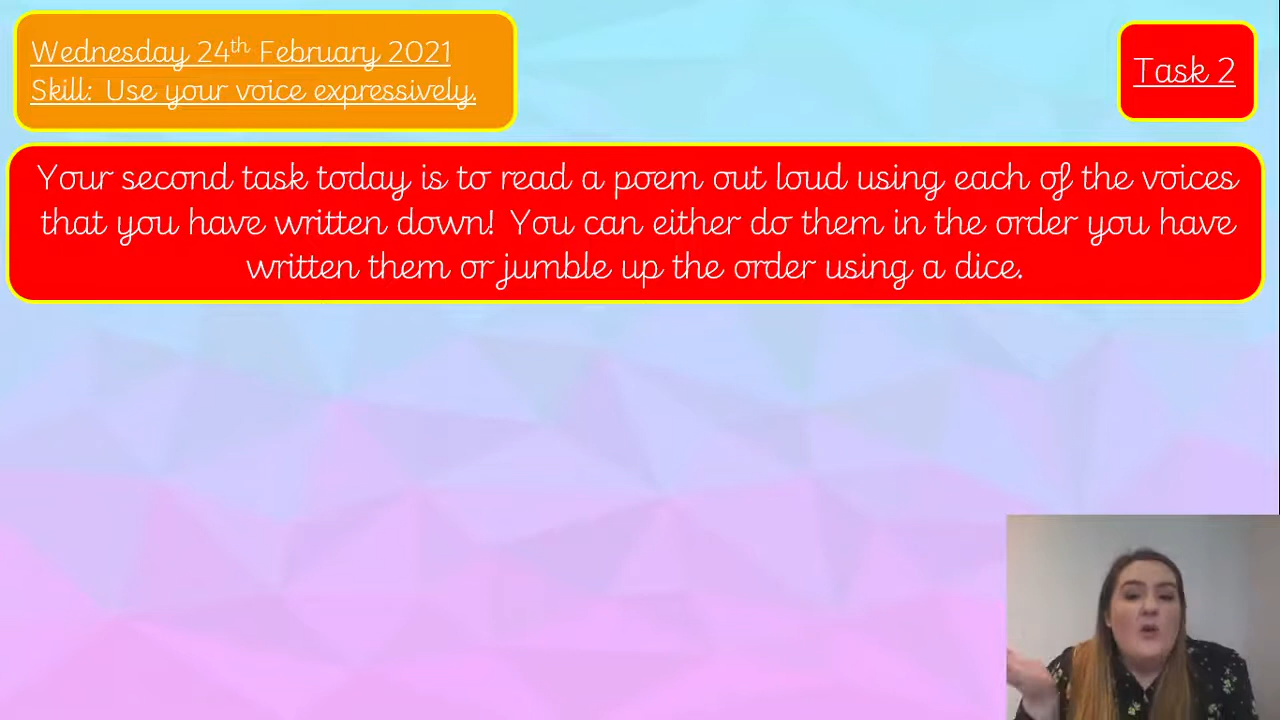 Wednesday 24th February 2021
Skill: Use your voice expressively.
Task 2
Your second task today is to read a poem out loud using each of the voices
that you have written down! You can either do them in the order you have
written them or jumble up the order using a dice.